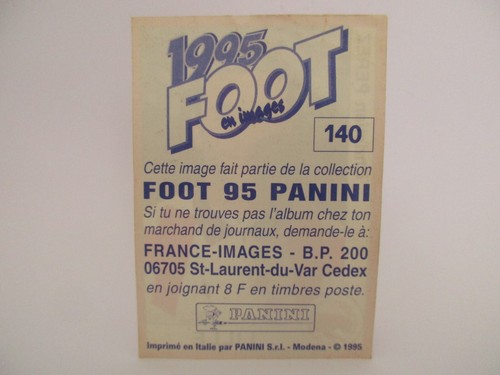 1995
FOOT
en images
140
Cette image fait partie de la collection
FOOT 95 PANINI
Si tu ne trouves pas l'album chez ton
marchand de journaux, demande-le à:
FRANCE-IMAGES - B.P. 200
06705 St-Laurent-du-Var Cedex
en joignant 8 F en timbres poste.
PANINI
Imprimé en Italie par PANINI S.r.l. - Modena - © 1995